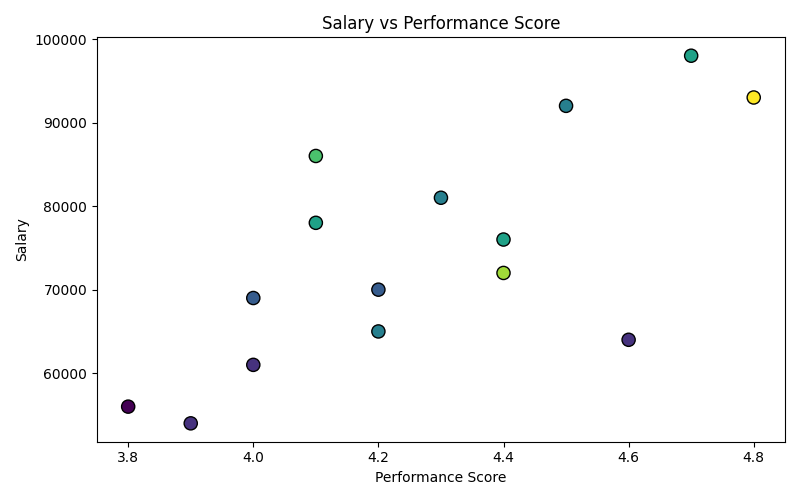 Salary vs Performance Score
100000
90000
80000
70000
60000
Salary
3.8 4.0 4.2 4.4 4.6 4.8
Performance Score